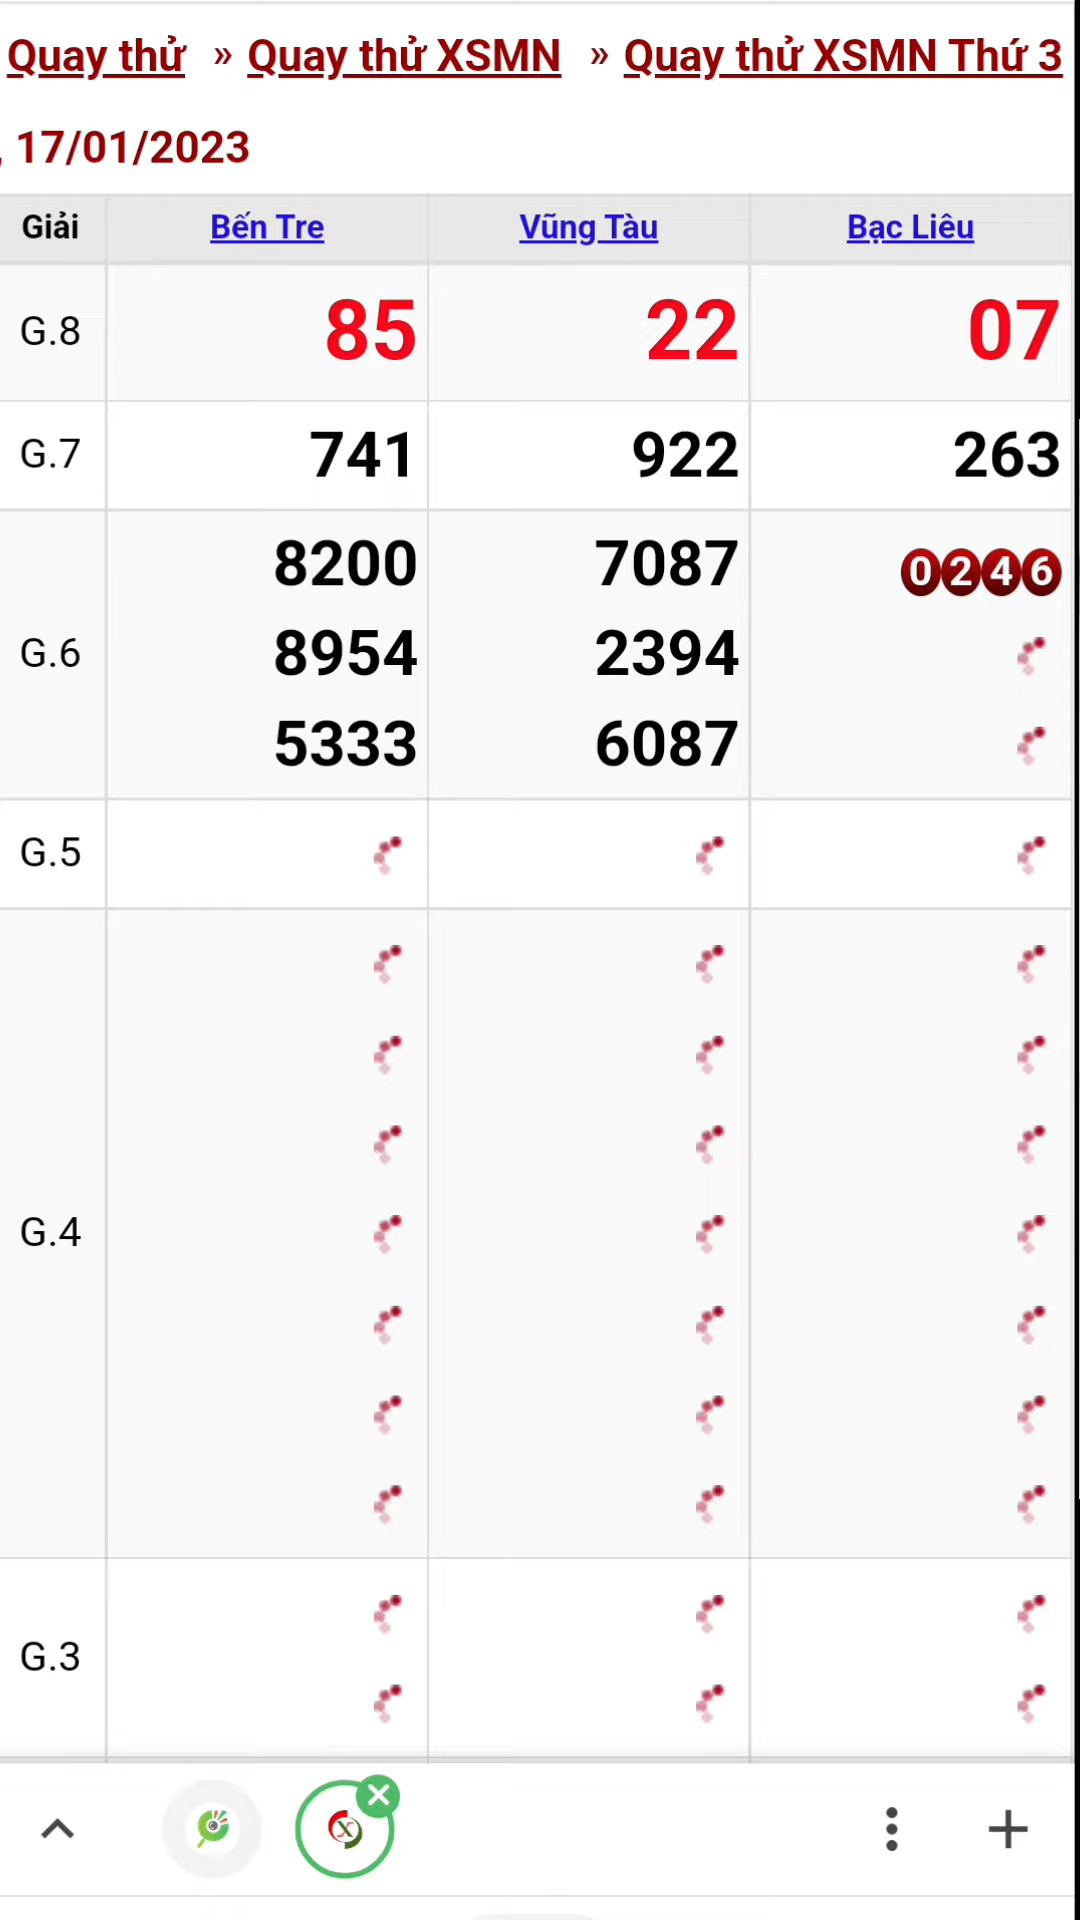 Quay thử » Quay thử XSMN » Quay thử XSMN Thứ 3
, 17/01/2023
Giải Bến Tre Vũng Tàu Bạc Liêu
G.8 85 22 07
G.7 741 922 263
8200 7087 0246
G.6 8954 2394
5333 6087
G.5
G.4
G.3